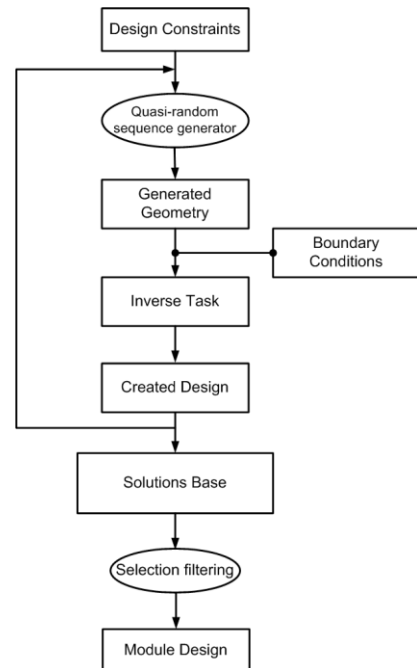 Design Constraints
Quasi-random
sequence generator
Generated
Geometry
Boundary
Conditions
Inverse Task
Created Design
Solutions Base
Selection filtering
Module Design